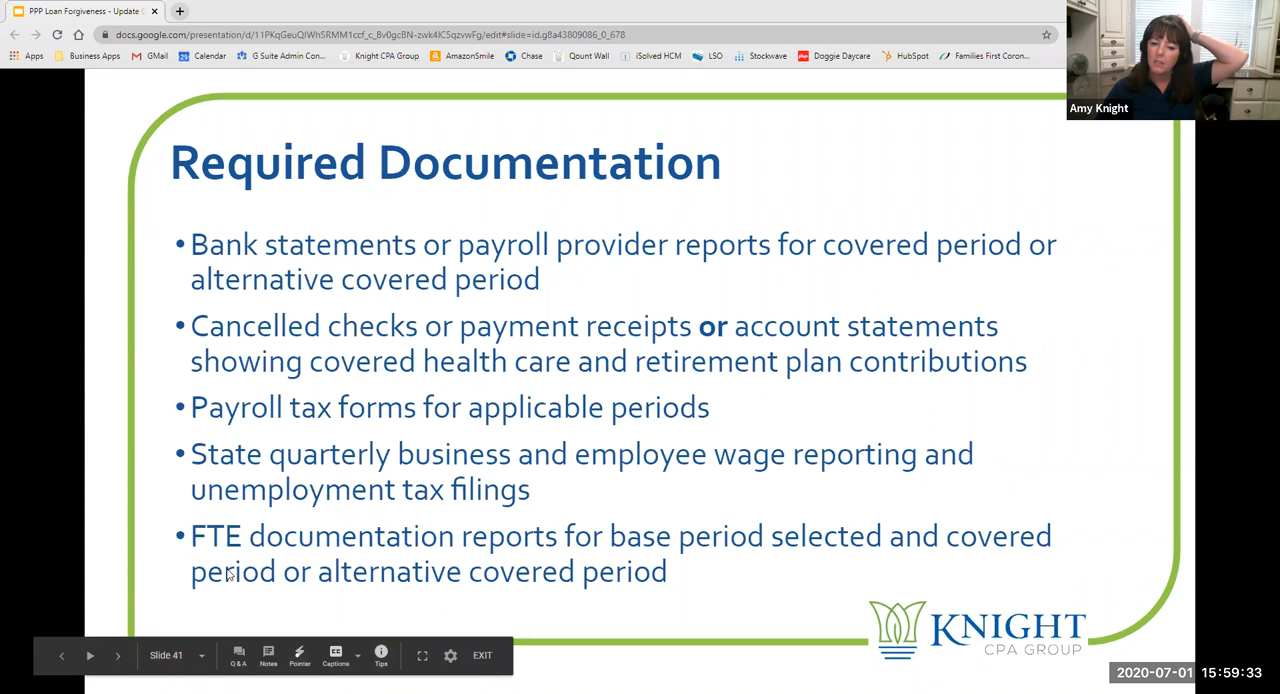 PPP Loan Forgiveness - Update
docs.google.com/presentation/d/11PKqGeuQIWhSRMM1ccf_c_Bv0gcBN-zwk4IC5qzvwFg/edit#slide=id.g8a43809086_0_678
Apps Business Apps GMail Calendar G Suite Admin Con... Knight CPA Group AmazonSmile Chase Qount Wall iSolved HCM LSO Stockwave Doggie Daycare HubSpot Families First Coron...
Amy Knight
Required Documentation
•Bank statements or payroll provider reports for covered period or
alternative covered period
•Cancelled checks or payment receipts or account statements
showing covered health care and retirement plan contributions
•Payroll tax forms for applicable periods
•State quarterly business and employee wage reporting and
unemployment tax filings
•FTE documentation reports for base period selected and covered
period or alternative covered period
KNIGHT
CPA GROUP
Slide 41 Q & A Notes Pointer Captions Tips EXIT
2020-07-01 15:59:33